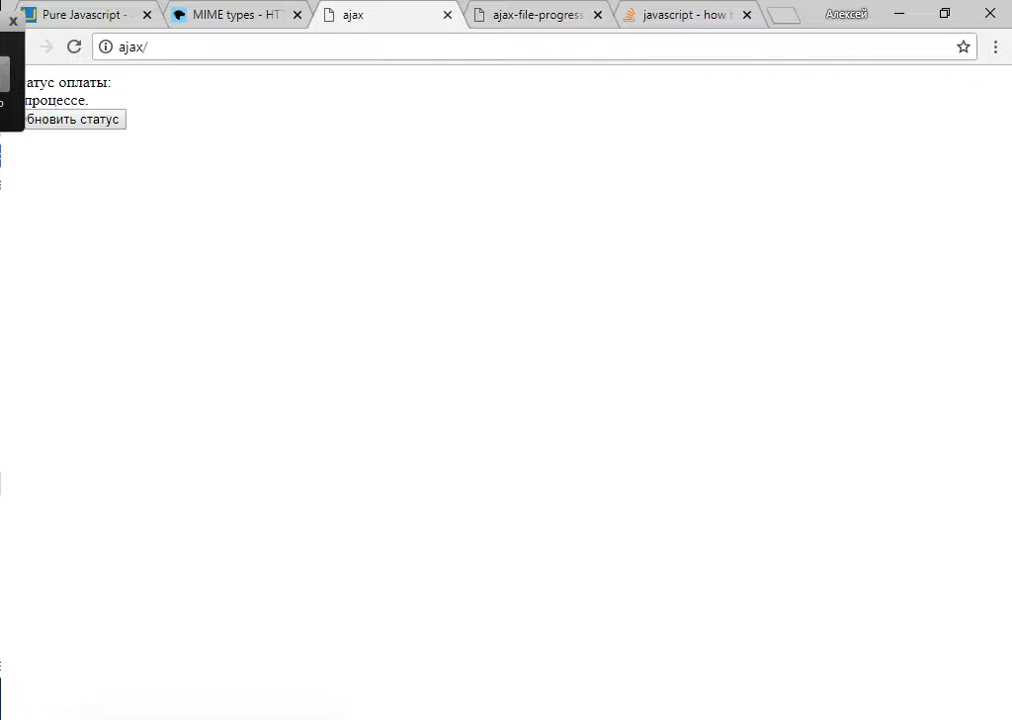 Pure Javascript -
MIME types - HT
ajax
ajax-file-progress
javascript - how t
Алексей
ajax/
атус оплаты:
процессе.
бновить статус